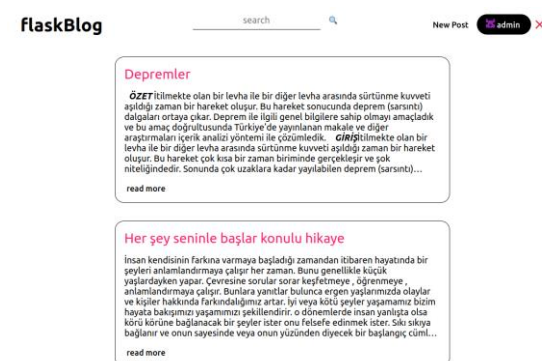 flaskBlog
search
New Post
admin
Depremler
ÖZET İtilmekte olan bir levha ile bir diğer levha arasında sürtünme kuvveti
aşıldığı zaman bir hareket oluşur. Bu hareket sonucunda deprem (sarsıntı)
dalgaları ortaya çıkar. Deprem ile ilgili genel bilgilere sahip olmayı amaçladık
ve bu amaç doğrultusunda Türkiye'de yayınlanan makale ve diğer
araştırmaları içerik analizi yöntemi ile çözümledik. GİRİŞİtilmekte olan bir
levha ile bir diğer levha arasında sürtünme kuvveti aşıldığı zaman bir hareket
oluşur. Bu hareket çok kısa bir zaman biriminde gerçekleşir ve şok
niteliğindedir. Sonunda çok uzaklara kadar yayılabilen deprem (sarsıntı)…
read more
Her şey seninle başlar konulu hikaye
İnsan kendisinin farkına varmaya başladığı zamandan itibaren hayatında bir
şeyleri anlamlandırmaya çalışır her zaman. Bunu genellikle küçük
yaşlardayken yapar. Çevresine sorular sorar keşfetmeye , öğrenmeye ,
anlamlandırmaya çalışır. Bunlara yanıtlar bulunca ergen yaşlarımızda olaylar
ve kişiler hakkında farkındalığımız artar. İyi veya kötü şeyler yaşamamız bizim
hayata bakışımızı yaşamımızı şekillendirir. o dönemlerde insan yanlışta olsa
körü körüne bağlanacak bir şeyler ister onu felsefe edinmek ister. Sıkı sıkıya
bağlanır ve onun sayesinde veya onun yüzünden diyecek bir başlangıç cüml…
read more